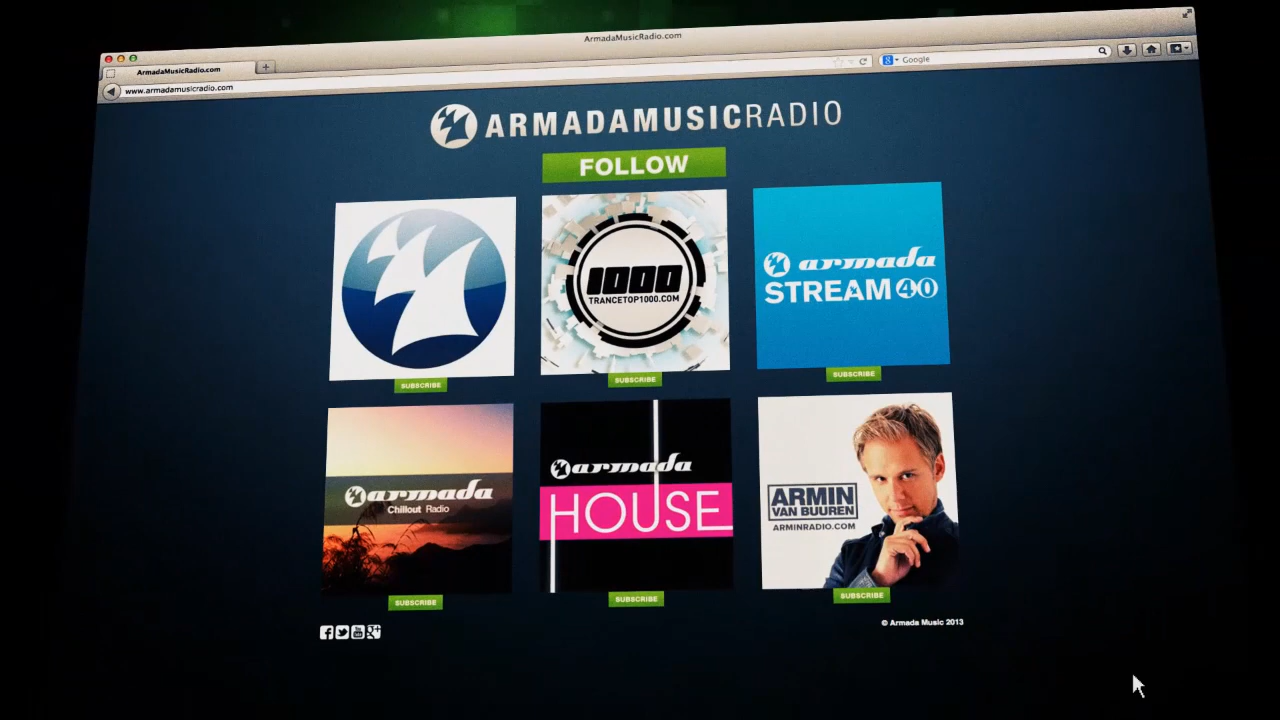 ArmadaMusicRadio.com
ArmadaMusicRadio.com
www.armadamusicradio.com
Google
ARMADAMUSICRADIO
FOLLOW
1000
TRANCETOP1000.COM
armada
STREAM 40
SUBSCRIBE
SUBSCRIBE
SUBSCRIBE
armada
Chillout Radio
armada
HOUSE
ARMIN
VAN BUUREN
ARMINRADIO.COM
SUBSCRIBE
SUBSCRIBE
SUBSCRIBE
© Armada Music 2013